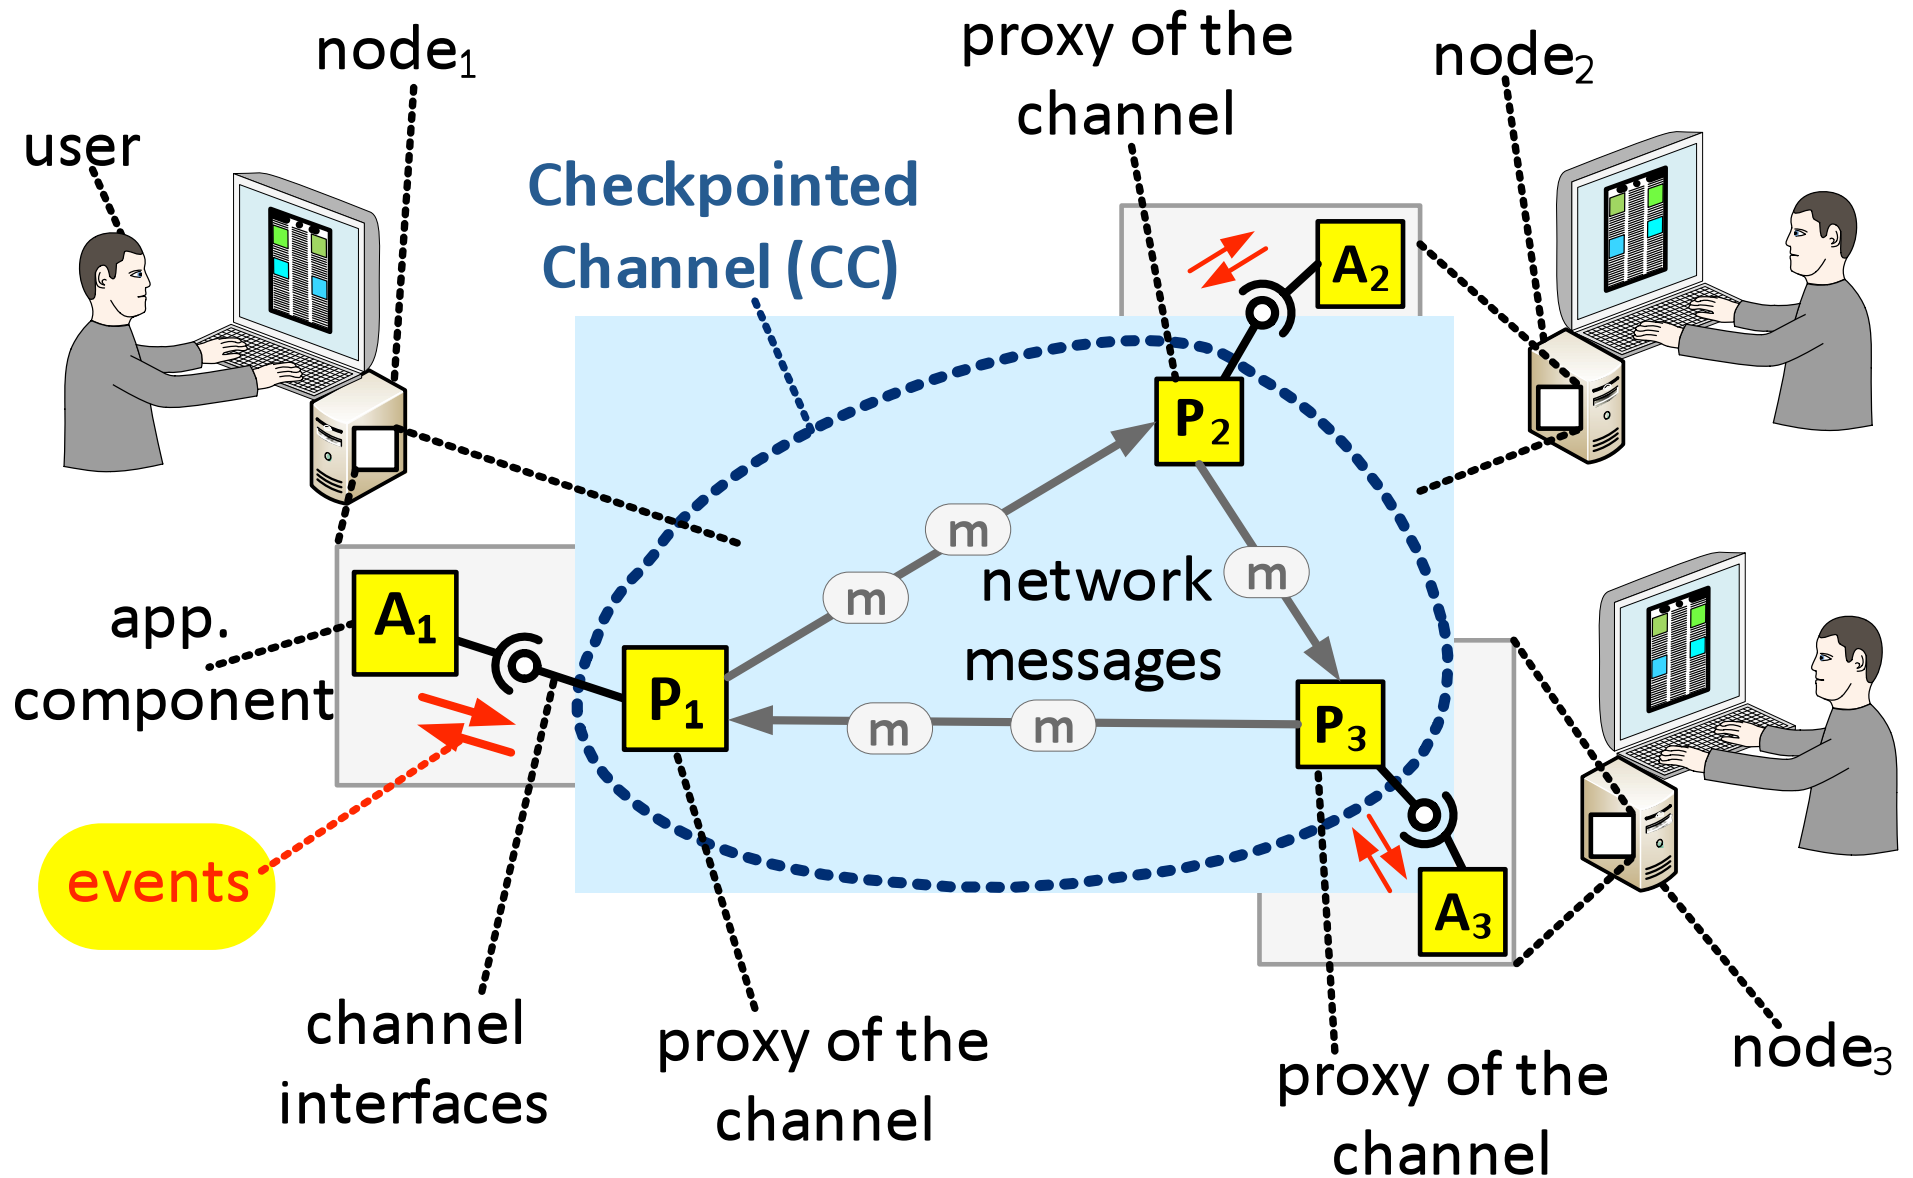 node1
proxy of the
channel
node2
user
Checkpointed
Channel (CC)
A2
P2
m
m
m
network
messages
app.
component
A1
P1
m
m
P3
events
A3
channel
interfaces
proxy of the
channel
proxy of the
channel
node3